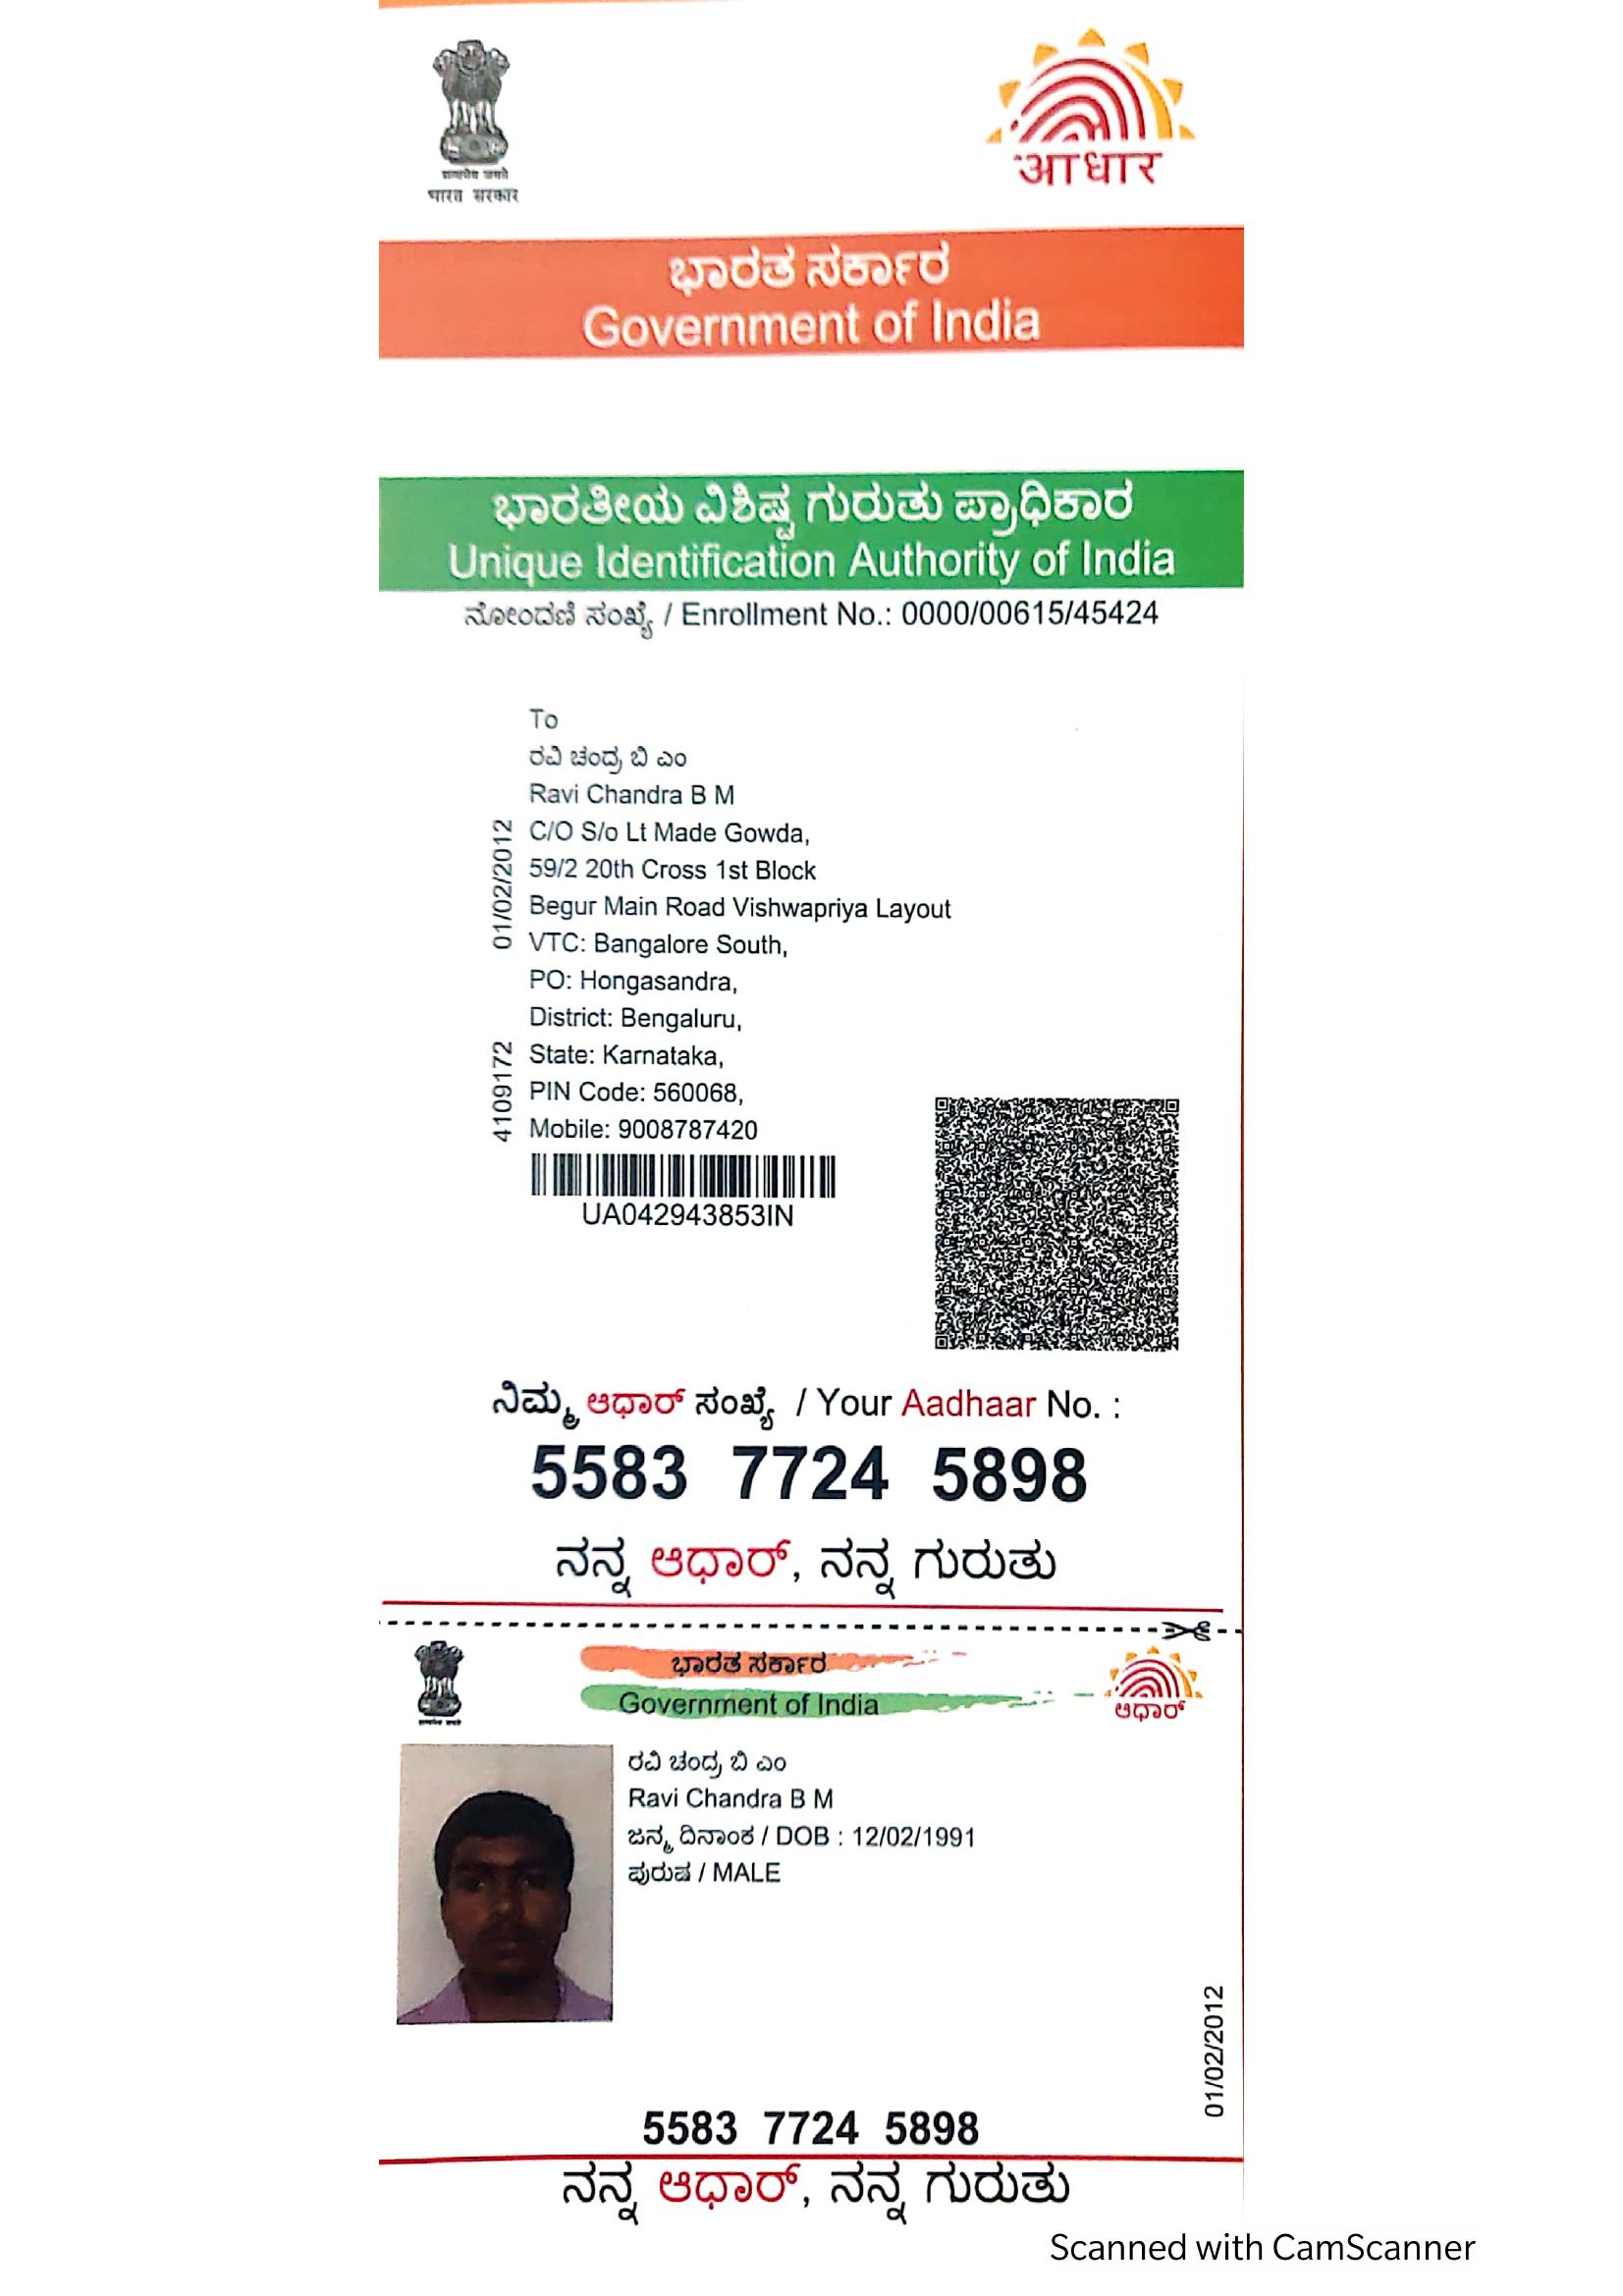 सत्यमेव जयते
भारत सरकार
आधार
ಭಾರತ ಸರ್ಕಾರ
Government of India
ಭಾರತೀಯ ವಿಶಿಷ್ಟ ಗುರುತು ಪ್ರಾಧಿಕಾರ
Unique Identification Authority of India
ನೋಂದಣಿ ಸಂಖ್ಯೆ / Enrollment No.: 0000/00615/45424
To
ರವಿ ಚಂದ್ರ ಬಿ ಎಂ
Ravi Chandra B M
C/O S/o Lt Made Gowda,
59/2 20th Cross 1st Block
Begur Main Road Vishwapriya Layout
VTC: Bangalore South,
PO: Hongasandra,
District: Bengaluru,
State: Karnataka,
PIN Code: 560068,
Mobile: 9008787420
01/02/2012
4109172
UA042943853IN
ನಿಮ್ಮ ಆಧಾರ್ ಸಂಖ್ಯೆ / Your Aadhaar No. :
5583 7724 5898
ನನ್ನ ಆಧಾರ್, ನನ್ನ ಗುರುತು
ಭಾರತ ಸರ್ಕಾರ
Government of India
ಆಧಾರ್
ರವಿ ಚಂದ್ರ ಬಿ ಎಂ
Ravi Chandra B M
ಜನ್ಮ ದಿನಾಂಕ / DOB : 12/02/1991
ಪುರುಷ / MALE
01/02/2012
5583 7724 5898
ನನ್ನ ಆಧಾರ್, ನನ್ನ ಗುರುತು
Scanned with CamScanner